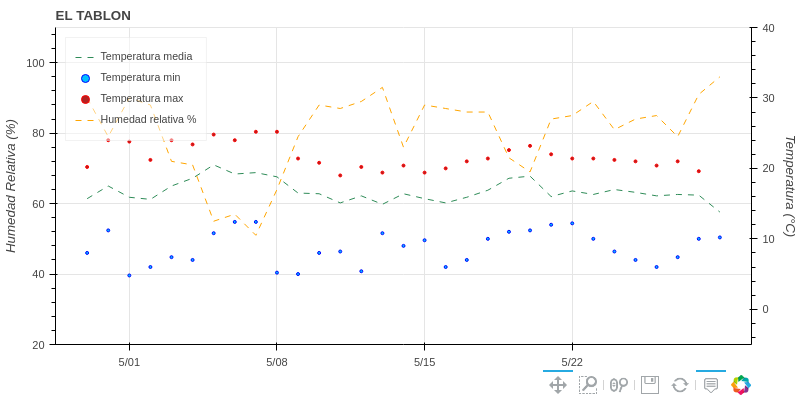 EL TABLON
Temperatura media
Temperatura min
Temperatura max
Humedad relativa %
Humedad Relativa (%)
100
80
60
40
20
40
30
20
10
0
Temperatura (°C)
5/01
5/08
5/15
5/22